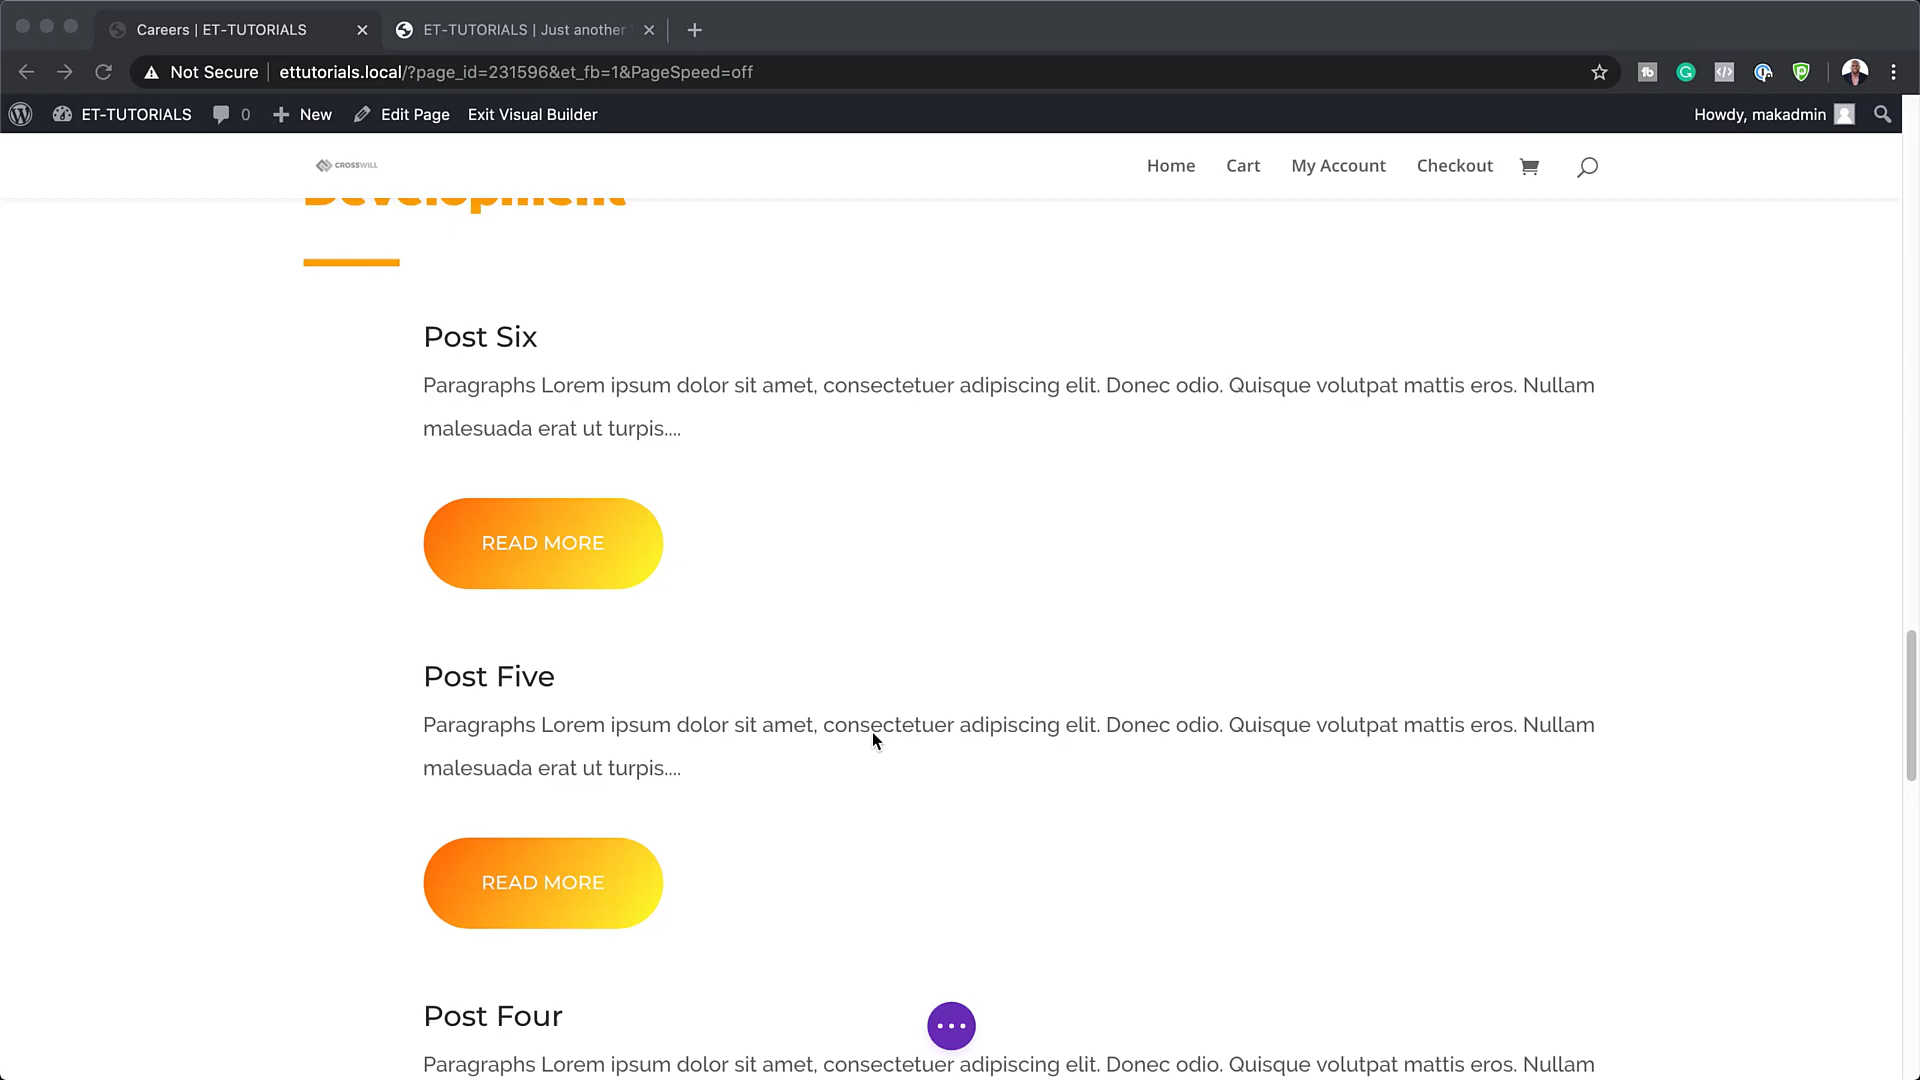 Careers | ET-TUTORIALS
ET-TUTORIALS | Just another
Not Secure
ettutorials.local/?page_id=231596&et_fb=1&PageSpeed=off
ET-TUTORIALS
0
New
Edit Page
Exit Visual Builder
Howdy, makadmin
CROSSWILL
Home
Cart
My Account
Checkout
Development
Post Six
Paragraphs Lorem ipsum dolor sit amet, consectetuer adipiscing elit. Donec odio. Quisque volutpat mattis eros. Nullam
malesuada erat ut turpis....
READ MORE
Post Five
Paragraphs Lorem ipsum dolor sit amet, consectetuer adipiscing elit. Donec odio. Quisque volutpat mattis eros. Nullam
malesuada erat ut turpis....
READ MORE
Post Four
Paragraphs Lorem ipsum dolor sit amet, consectetuer adipiscing elit. Donec odio. Quisque volutpat mattis eros. Nullam